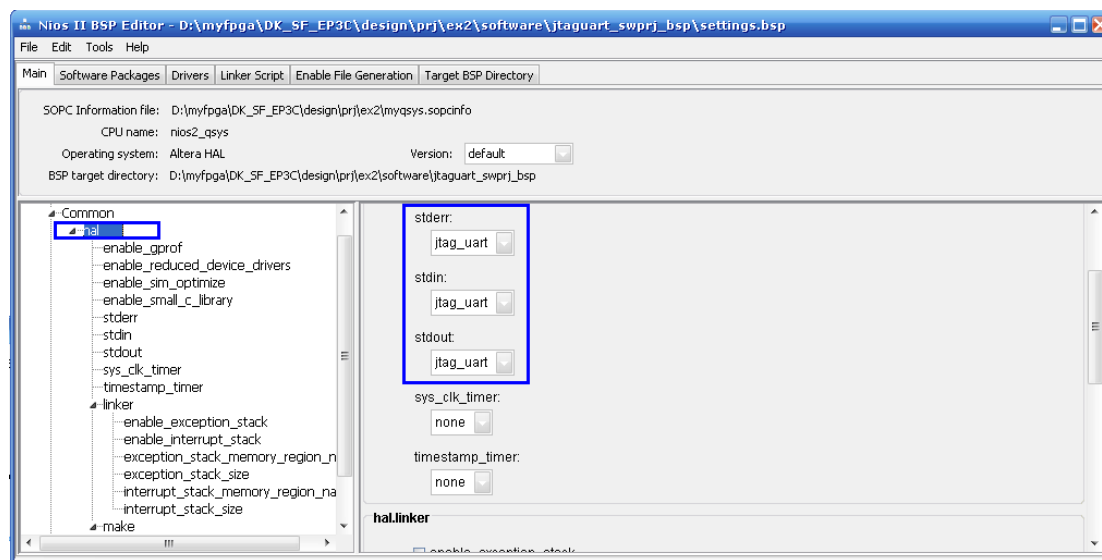 Nios II BSP Editor - D:\myfpga\DK_SF_EP3C\design\prj\ex2\software\jtaguart_swprj_bsp\settings.bsp
File Edit Tools Help
Main Software Packages Drivers Linker Script Enable File Generation Target BSP Directory
SOPC Information file: D:\myfpga\DK_SF_EP3C\design\prj\ex2\myqsys.sopcinfo
CPU name: nios2_qsys
Operating system: Altera HAL Version: default
BSP target directory: D:\myfpga\DK_SF_EP3C\design\prj\ex2\software\jtaguart_swprj_bsp
Common
hal
enable_gprof
enable_reduced_device_drivers
enable_sim_optimize
enable_small_c_library
stderr
stdin
stdout
sys_clk_timer
timestamp_timer
linker
enable_exception_stack
enable_interrupt_stack
exception_stack_memory_region_n
exception_stack_size
interrupt_stack_memory_region_na
interrupt_stack_size
make
stderr:
jtag_uart
stdin:
jtag_uart
stdout:
jtag_uart
sys_clk_timer:
none
timestamp_timer:
none
hal.linker
enable_exception_stack